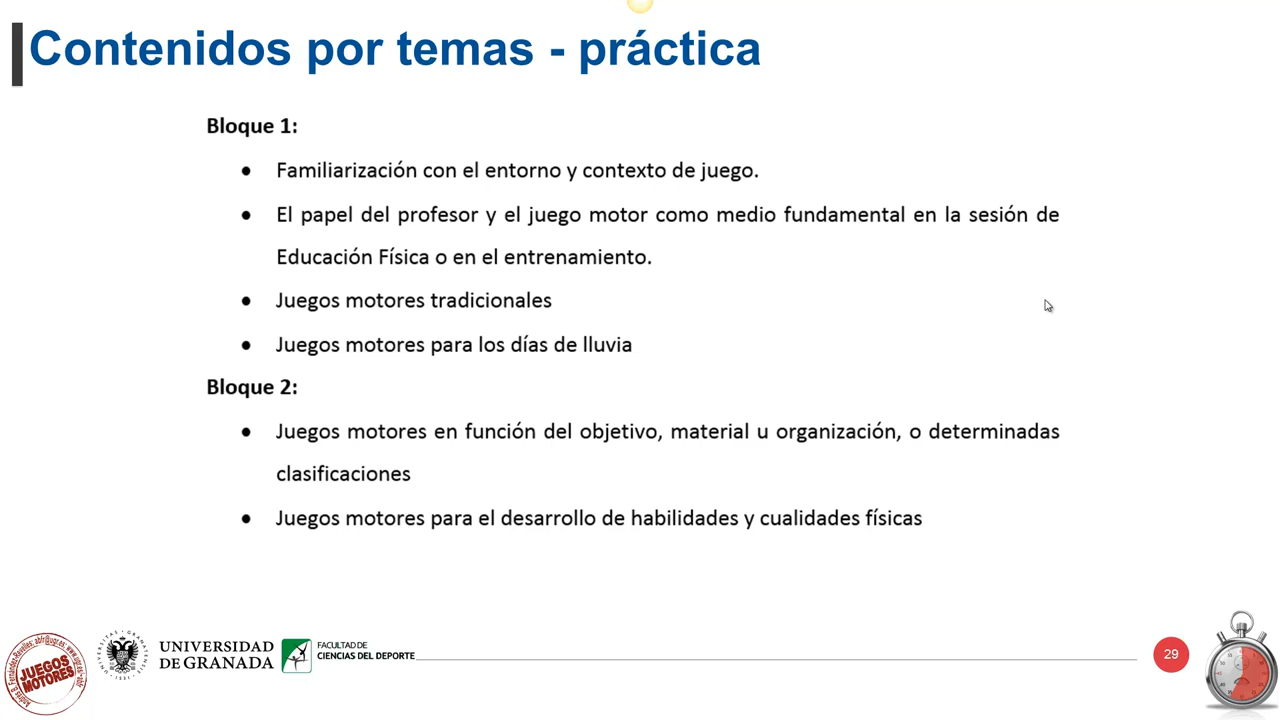 Contenidos por temas - práctica
Bloque 1:
• Familiarización con el entorno y contexto de juego.
• El papel del profesor y el juego motor como medio fundamental en la sesión de
Educación Física o en el entrenamiento.
• Juegos motores tradicionales
• Juegos motores para los días de lluvia
Bloque 2:
• Juegos motores en función del objetivo, material u organización, o determinadas
clasificaciones
• Juegos motores para el desarrollo de habilidades y cualidades físicas
JUEGOS
MOTORES
UNIVERSIDAD
DE GRANADA
FACULTAD DE
CIENCIAS DEL DEPORTE
29